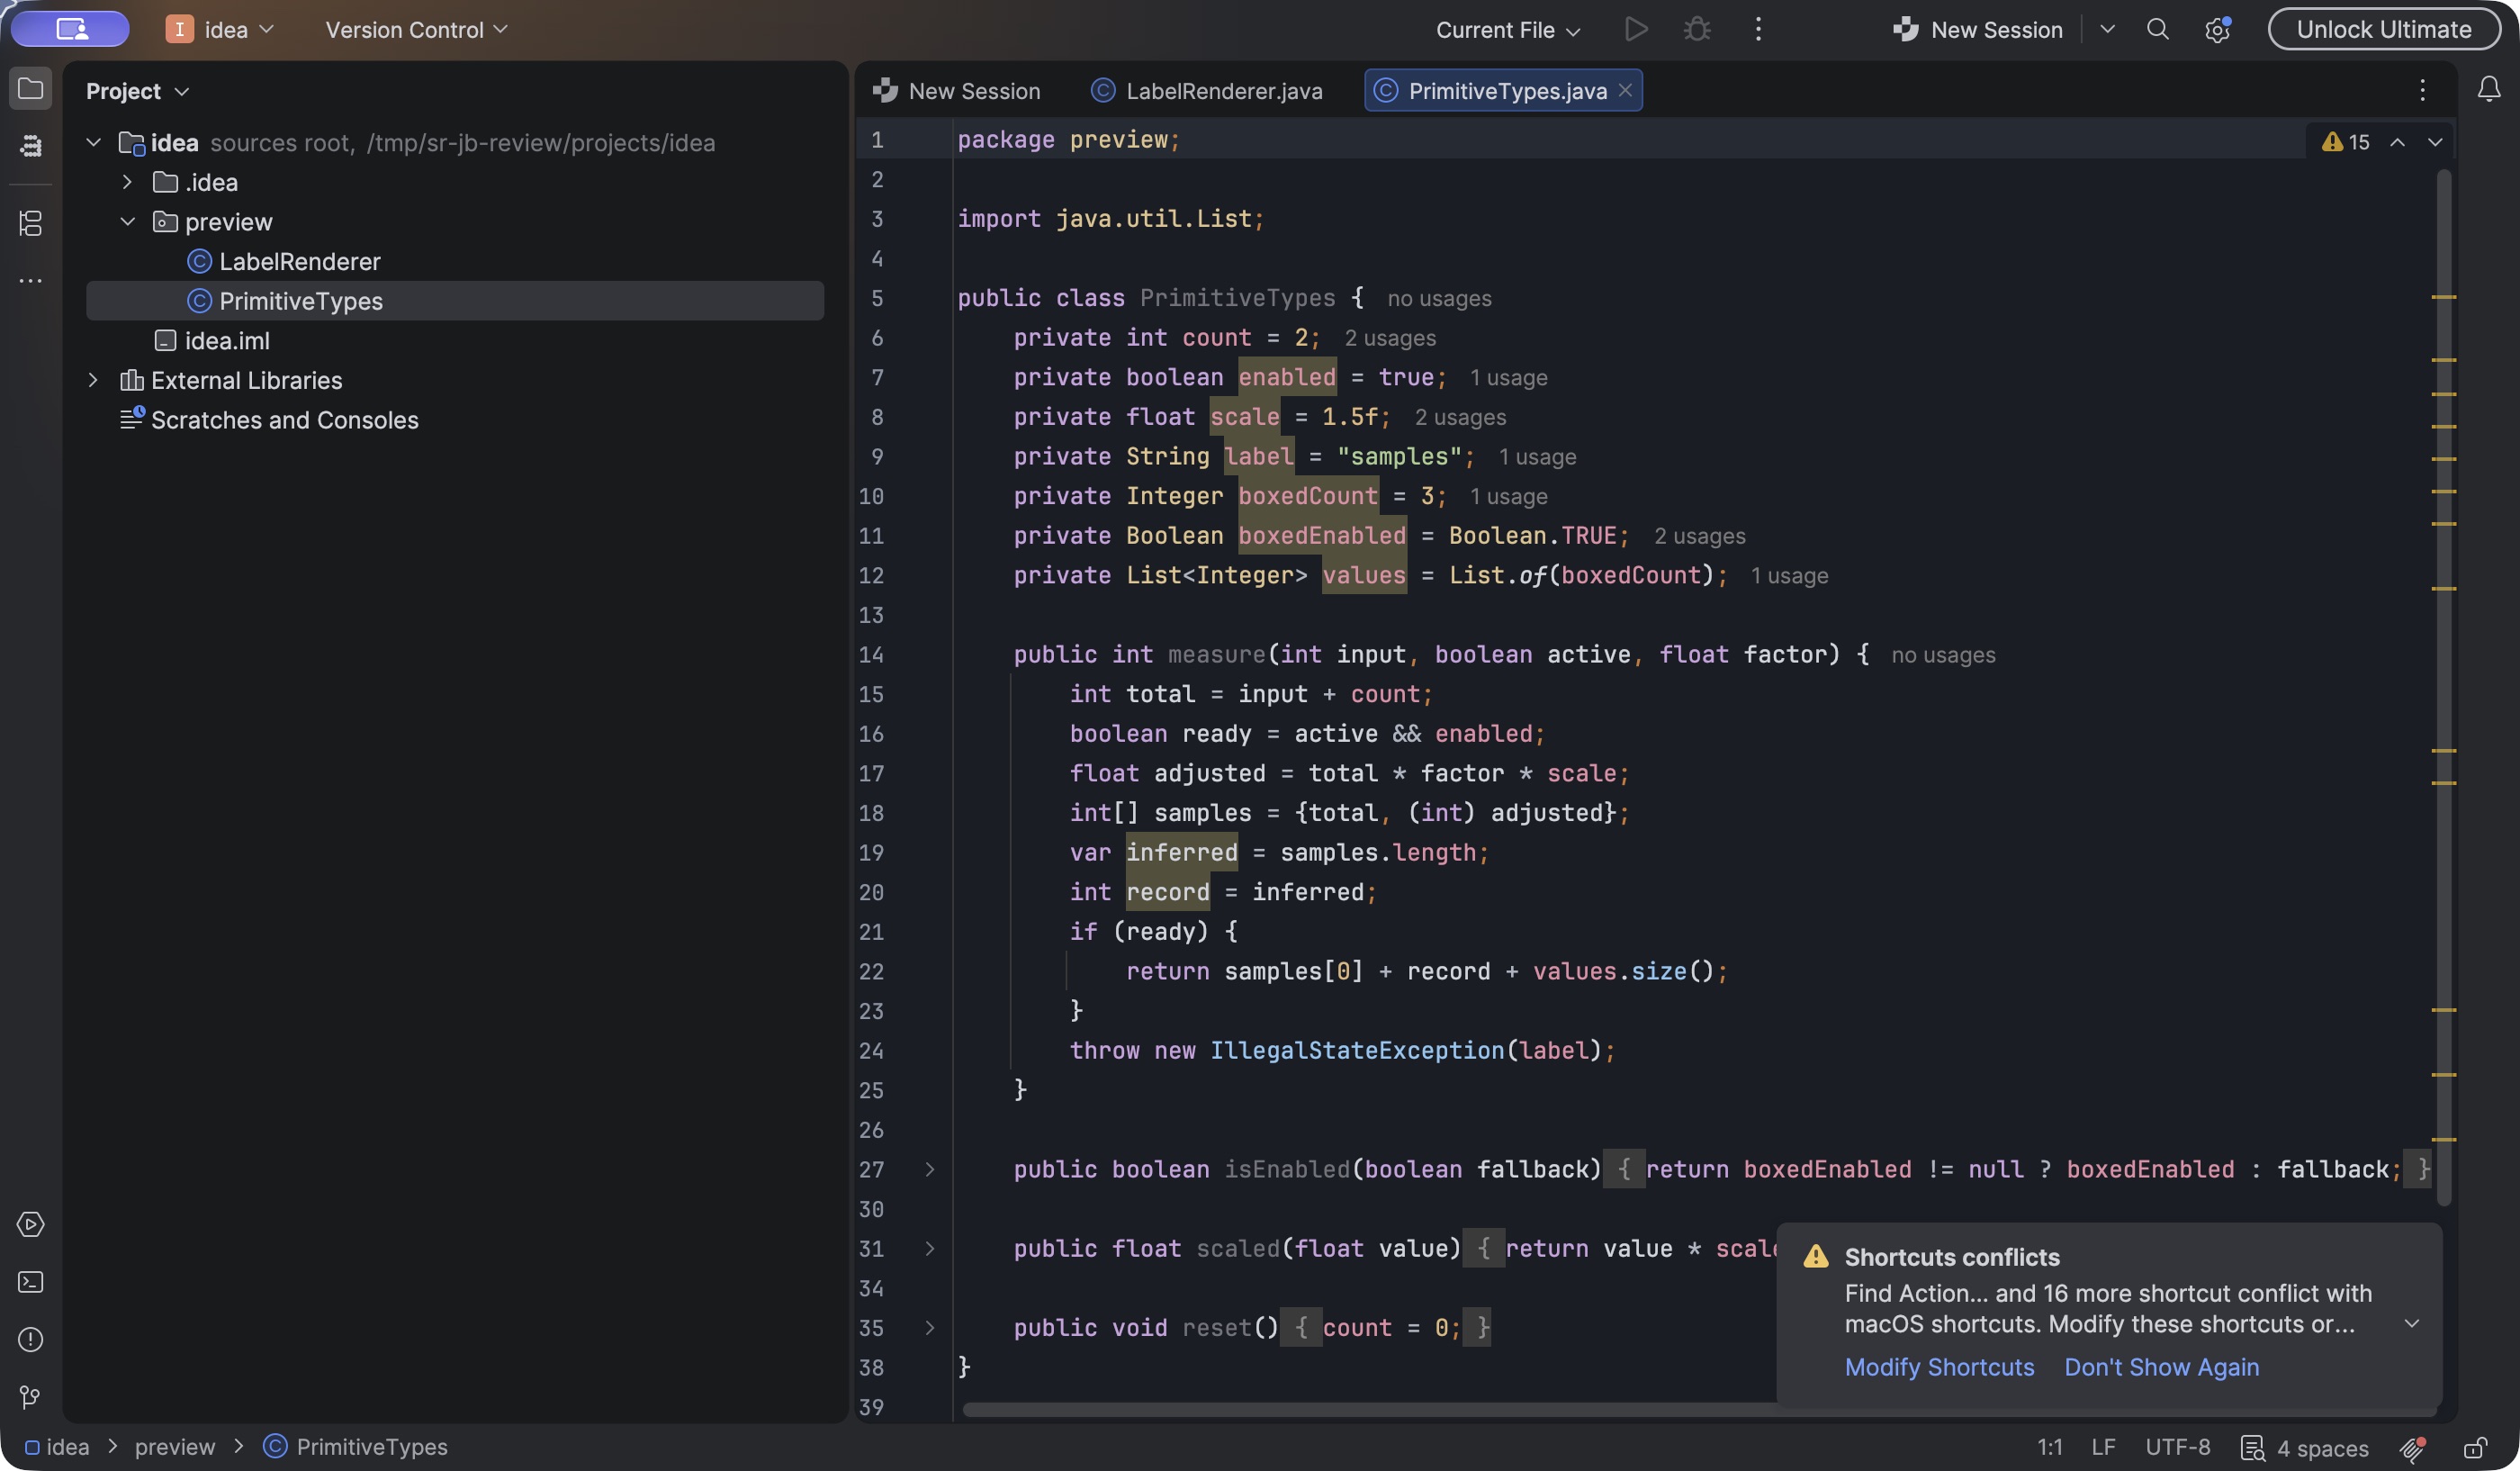 I idea Version Control Current File New Session Unlock Ultimate
Project
idea sources root, /tmp/sr-jb-review/projects/idea
.idea
preview
C LabelRenderer
C PrimitiveTypes
idea.iml
External Libraries
Scratches and Consoles
New Session C LabelRenderer.java C PrimitiveTypes.java
15
1 package preview;
2
3 import java.util.List;
4
5 public class PrimitiveTypes { no usages
6 private int count = 2; 2 usages
7 private boolean enabled = true; 1 usage
8 private float scale = 1.5f; 2 usages
9 private String label = "samples"; 1 usage
10 private Integer boxedCount = 3; 1 usage
11 private Boolean boxedEnabled = Boolean.TRUE; 2 usages
12 private List<Integer> values = List.of(boxedCount); 1 usage
13
14 public int measure(int input, boolean active, float factor) { no usages
15 int total = input + count;
16 boolean ready = active && enabled;
17 float adjusted = total * factor * scale;
18 int[] samples = {total, (int) adjusted};
19 var inferred = samples.length;
20 int record = inferred;
21 if (ready) {
22 return samples[0] + record + values.size();
23 }
24 throw new IllegalStateException(label);
25 }
26
27 public boolean isEnabled(boolean fallback) { return boxedEnabled != null ? boxedEnabled : fallback; }
30
31 public float scaled(float value) { return value * scale
34
35 public void reset() { count = 0; }
38 }
39
Shortcuts conflicts
Find Action... and 16 more shortcut conflict with
macOS shortcuts. Modify these shortcuts or...
Modify Shortcuts Don't Show Again
idea > preview > C PrimitiveTypes 1:1 LF UTF-8 4 spaces